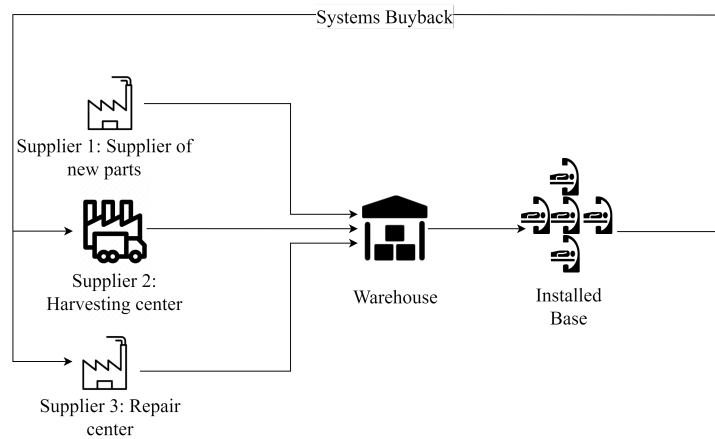 Systems Buyback
Supplier 1: Supplier of
new parts
Supplier 2:
Harvesting center
Warehouse
Installed
Base
Supplier 3: Repair
center